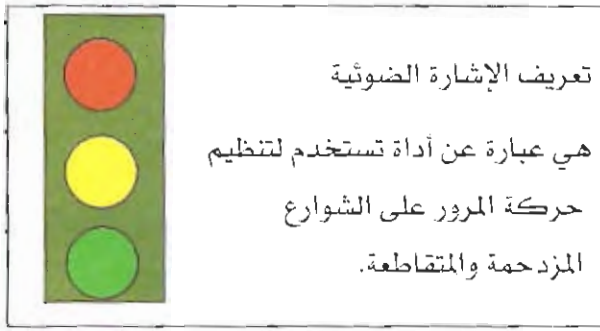 تعريف الإشارة الضوئية
هي عبارة عن أداة تستخدم لتنظيم
حركة المرور على الشوارع
المزدحمة والمتقاطعة.